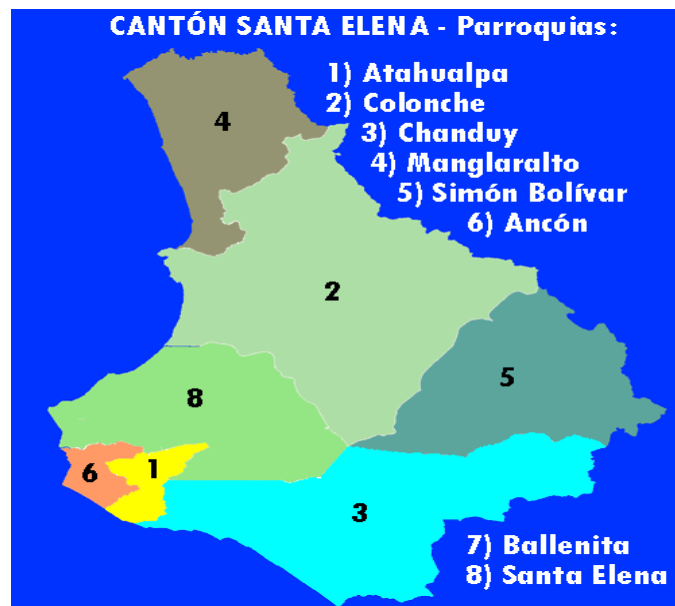 CANTÓN SANTA ELENA - Parroquias:
1) Atahualpa
2) Colonche
3) Chanduy
4) Manglaralto
5) Simón Bolívar
6) Ancón
4
2
5
8
6
1
3
7) Ballenita
8) Santa Elena